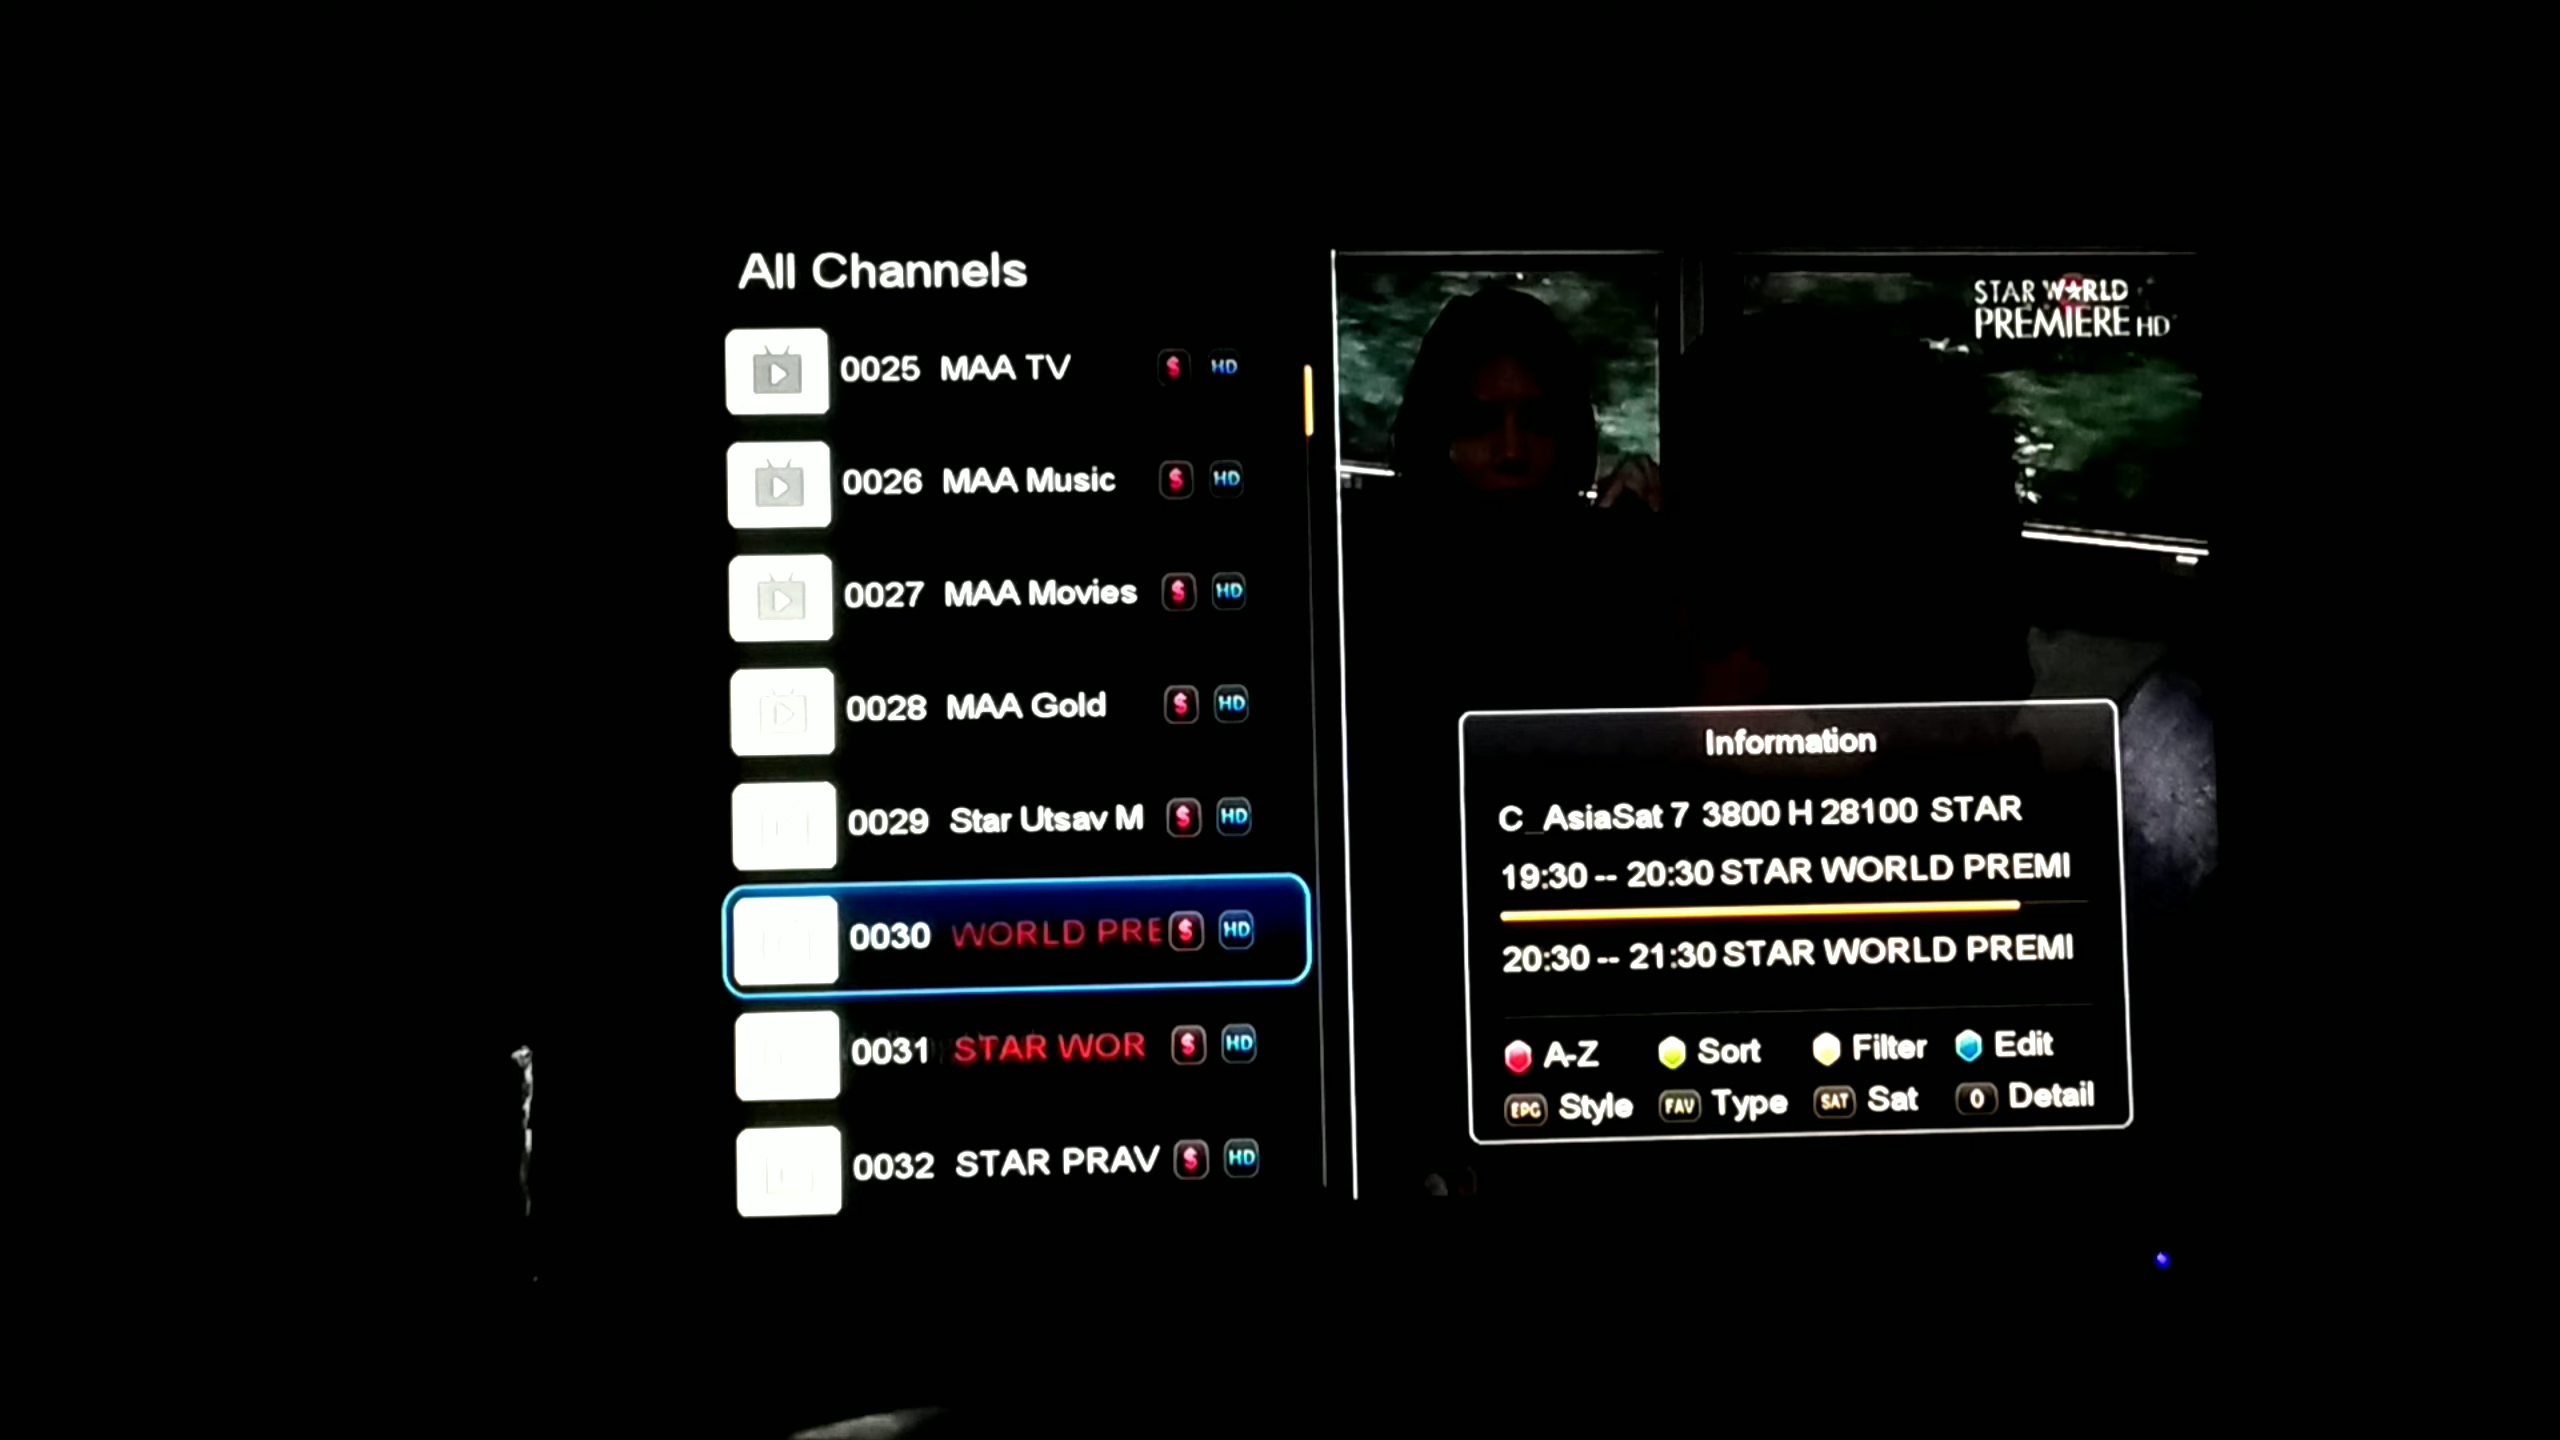 All Channels
0025 MAA TV $ HD
0026 MAA Music $ HD
0027 MAA Movies $ HD
0028 MAA Gold $ HD
0029 Star Utsav M $ HD
0030 WORLD PRE $ HD
0031 STAR WOR $ HD
0032 STAR PRAV $ HD
STAR WORLD
PREMIERE HD
Information
C_AsiaSat 7 3800 H 28100 STAR
19:30 -- 20:30 STAR WORLD PREMI
20:30 -- 21:30 STAR WORLD PREMI
A-Z Sort Filter Edit
EPG Style FAV Type SAT Sat 0 Detail